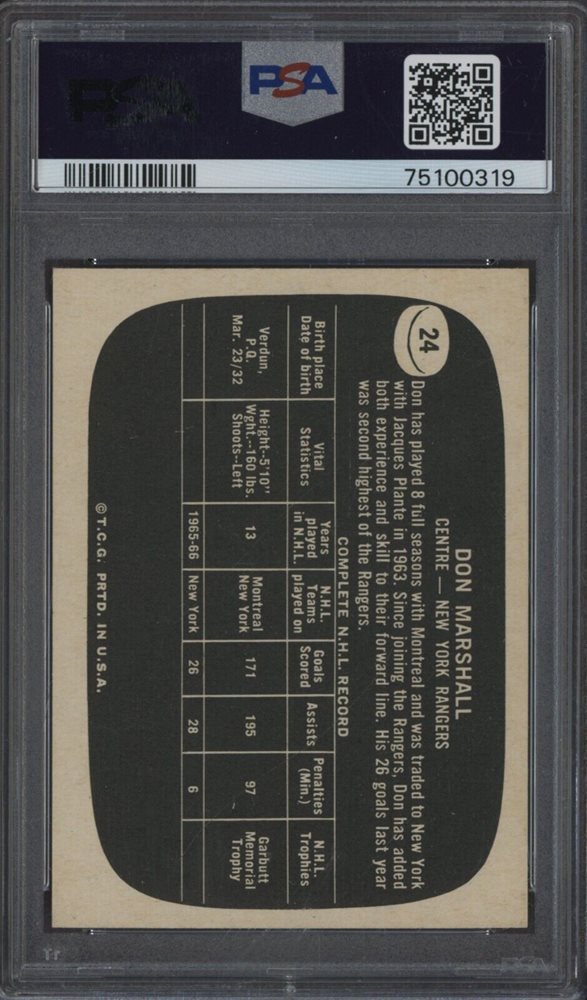 PSA
PSA
75100319
24
DON MARSHALL
CENTRE — NEW YORK RANGERS
Don has played 8 full seasons with Montreal and was traded to New York
with Jacques Plante in 1963. Since joining the Rangers, Don has added
both experience and skill to their forward line. His 26 goals last year
was second highest of the Rangers.
COMPLETE N.H.L. RECORD
Birth place
Date of birth
Vital
Statistics
Years
played
in N.H.L.
N.H.L.
Teams
played on
Goals
Scored
Assists
Penalties
(Min.)
N.H.L.
Trophies
Verdun,
P.Q.
Mar. 23/32
Height--5'10"
Wght.--160 lbs.
Shoots--Left
13
Montreal
New York
171
195
97
Garbutt
Memorial
Trophy
1965-66
New York
26
28
6
© T.C.G. PRTD. IN U.S.A.